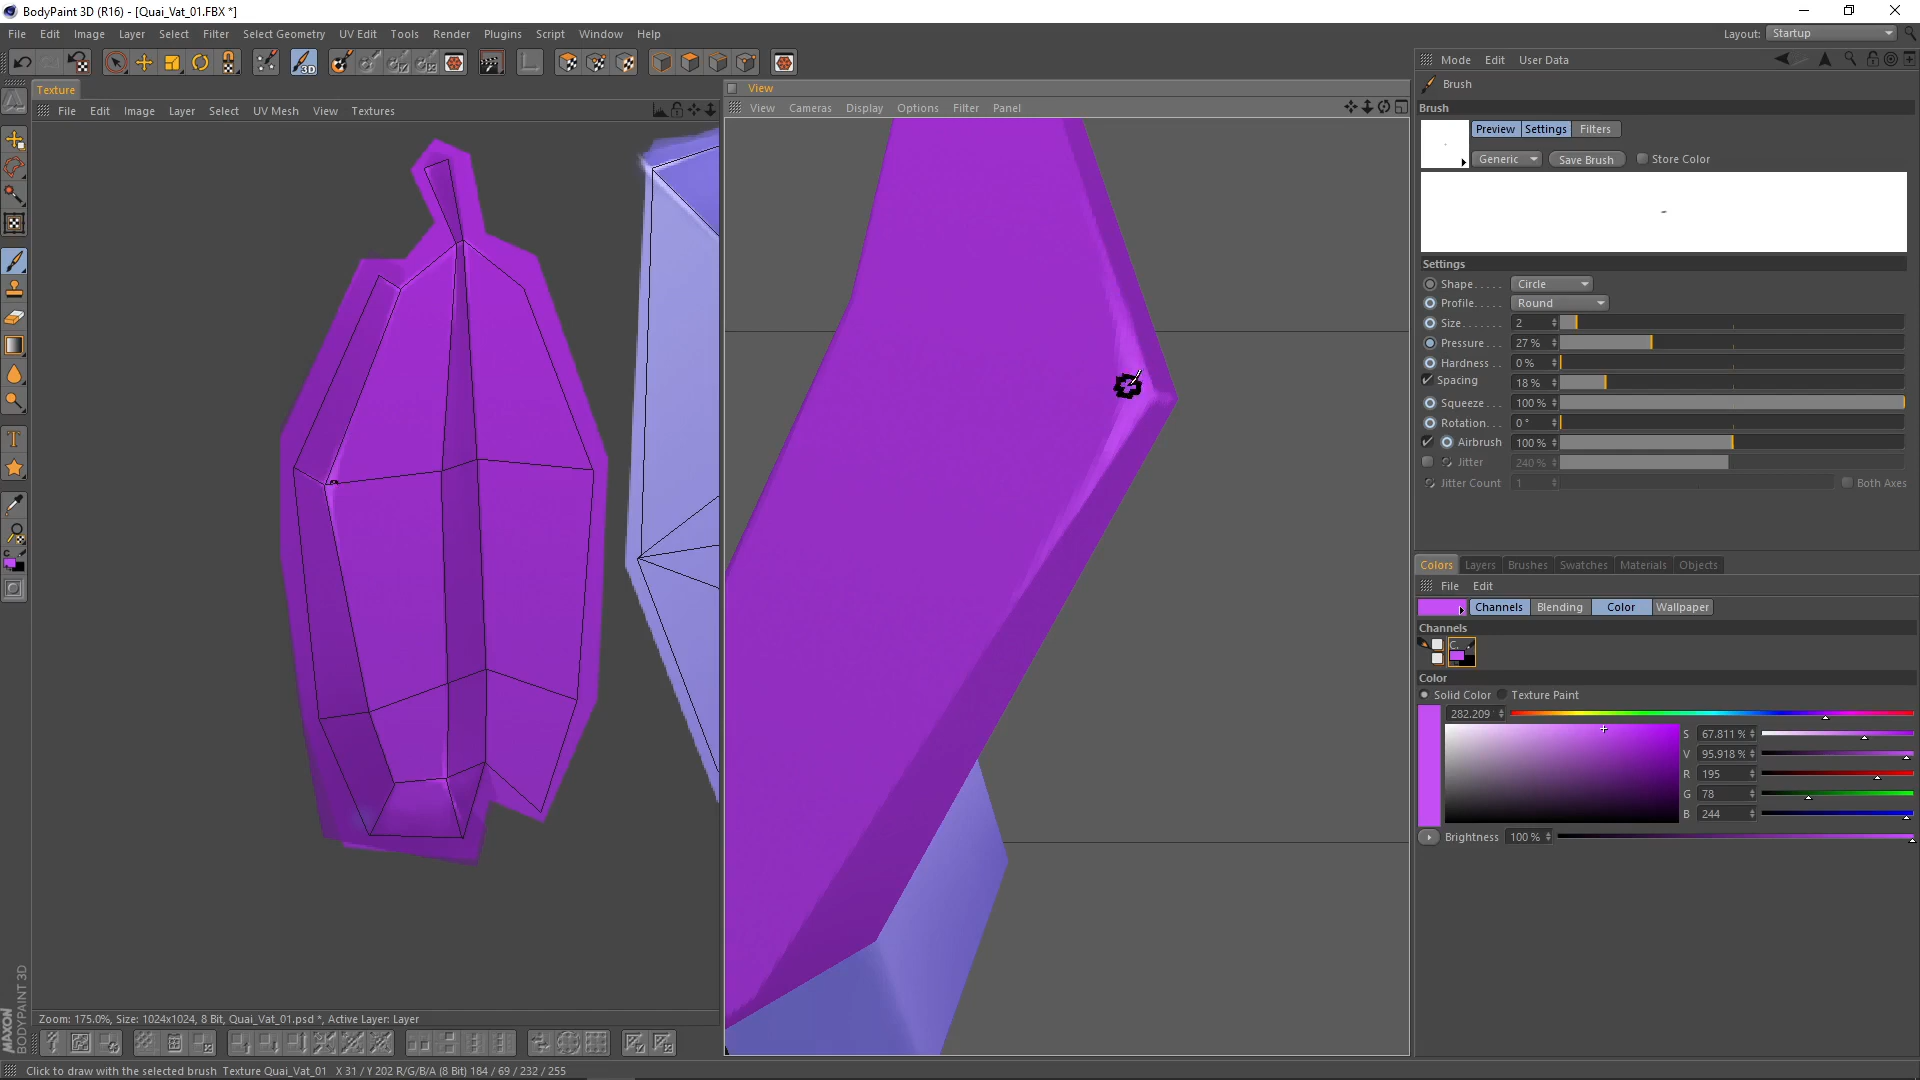 BodyPaint 3D (R16) - [Quai_Vat_01.FBX *]
File Edit Image Layer Select Filter Select Geometry UV Edit Tools Render Plugins Script Window Help
Layout: Startup
Texture
File Edit Image Layer Select UV Mesh View Textures
View
View Cameras Display Options Filter Panel
Mode Edit User Data
Brush
Brush
Preview Settings Filters
Generic Save Brush Store Color
Settings
Shape..... Circle
Profile..... Round
Size....... 2
Pressure... 27 %
Hardness.. 0 %
Spacing 18 %
Squeeze... 100 %
Rotation... 0 °
Airbrush 100 %
Jitter 240 %
Jitter Count 1 Both Axes
Colors Layers Brushes Swatches Materials Objects
File Edit
Channels Blending Color Wallpaper
Channels
C.
Color
Solid Color Texture Paint
282.209 °
S 67.811 %
V 95.918 %
R 195
G 78
B 244
Brightness 100 %
3D
T
C
MAXON
BODYPAINT 3D
Zoom: 175.0%, Size: 1024x1024, 8 Bit, Quai_Vat_01.psd *, Active Layer: Layer
Click to draw with the selected brush Texture Quai_Vat_01 X 31 / Y 202 R/G/B/A (8 Bit) 184 / 69 / 232 / 255